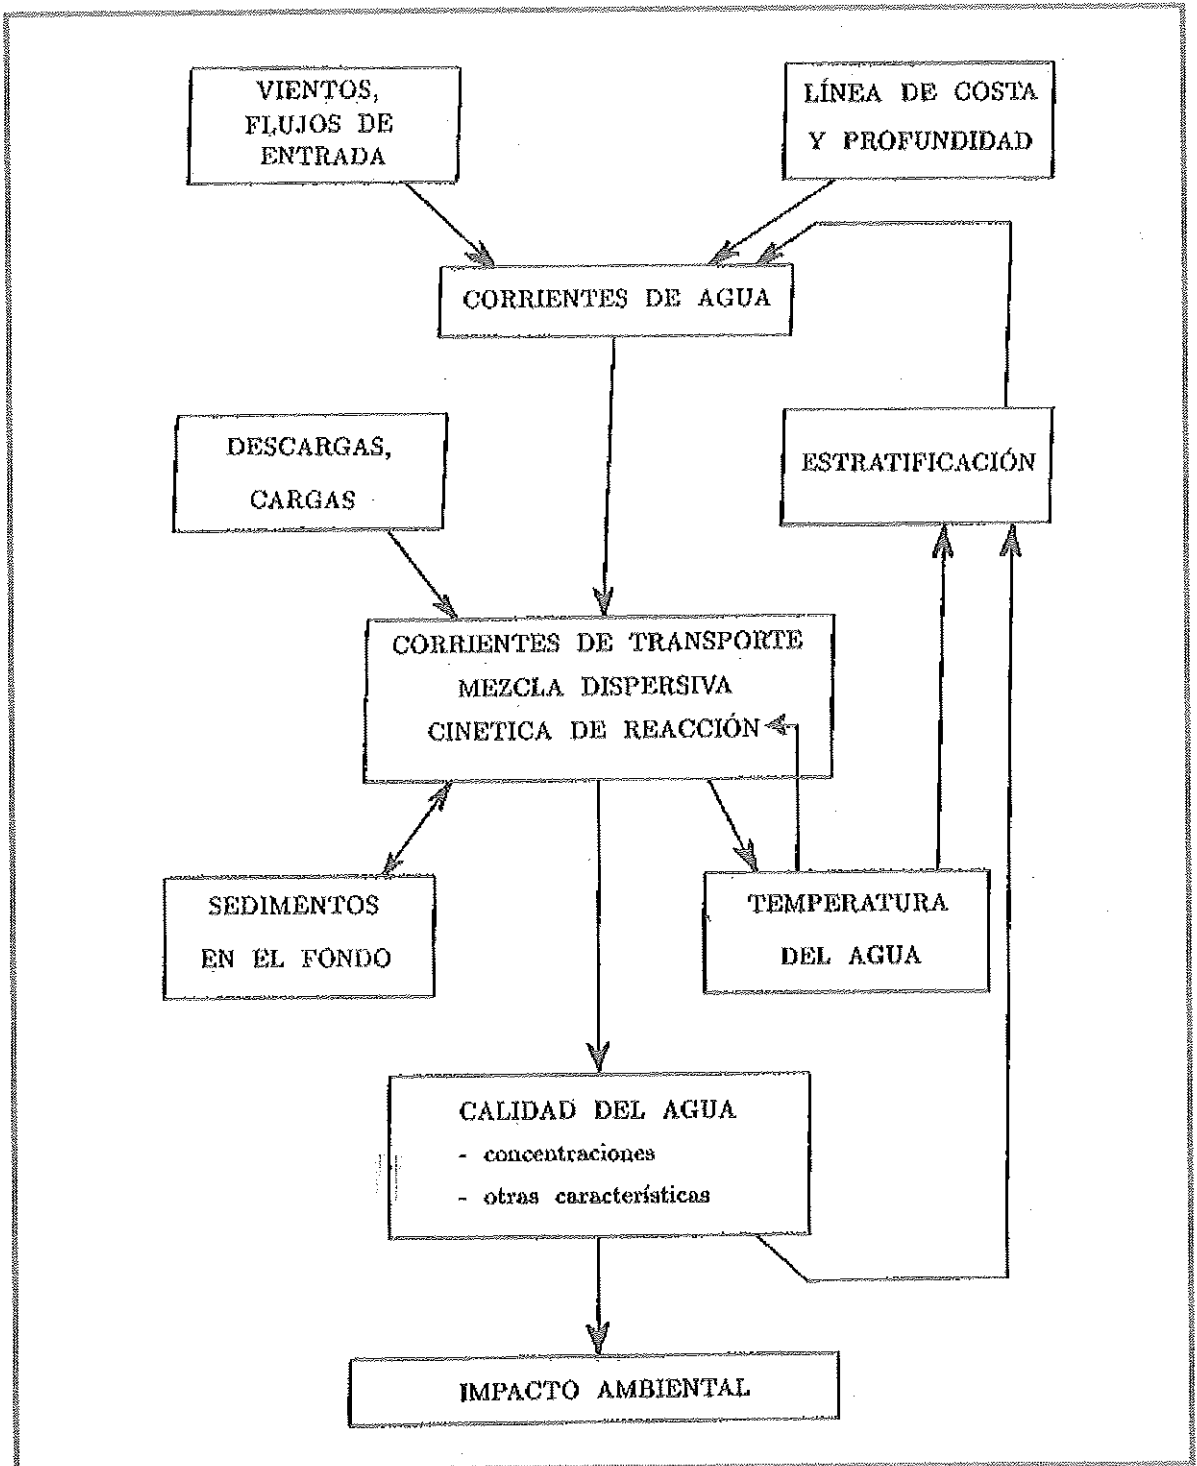 VIENTOS,
FLUJOS DE
ENTRADA
LÍNEA DE COSTA
Y PROFUNDIDAD
CORRIENTES DE AGUA
DESCARGAS,
CARGAS
ESTRATIFICACIÓN
CORRIENTES DE TRANSPORTE
MEZCLA DISPERSIVA
CINETICA DE REACCIÓN
SEDIMENTOS
EN EL FONDO
TEMPERATURA
DEL AGUA
CALIDAD DEL AGUA
- concentraciones
- otras características
IMPACTO AMBIENTAL